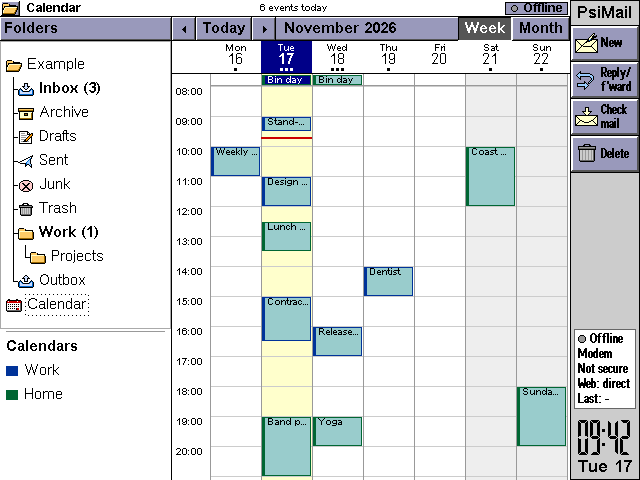 Calendar
6 events today
Offline
PsiMail
Folders
Today
November 2026
Week
Month
Mon 16
Tue 17
Wed 18
Thu 19
Fri 20
Sat 21
Sun 22
New
Reply/
f'ward
Check
mail
Delete
Example
Inbox (3)
Archive
Drafts
Sent
Junk
Trash
Work (1)
Projects
Outbox
Calendar
Calendars
Work
Home
Bin day
Bin day
08:00
09:00
Stand-...
10:00
Weekly ...
Coast ...
11:00
Design ...
12:00
Lunch ...
13:00
14:00
Dentist
15:00
Contrac...
16:00
Release...
17:00
18:00
Sunda...
19:00
Band p...
Yoga
20:00
Offline
Modem
Not secure
Web: direct
Last: -
09:42
Tue 17